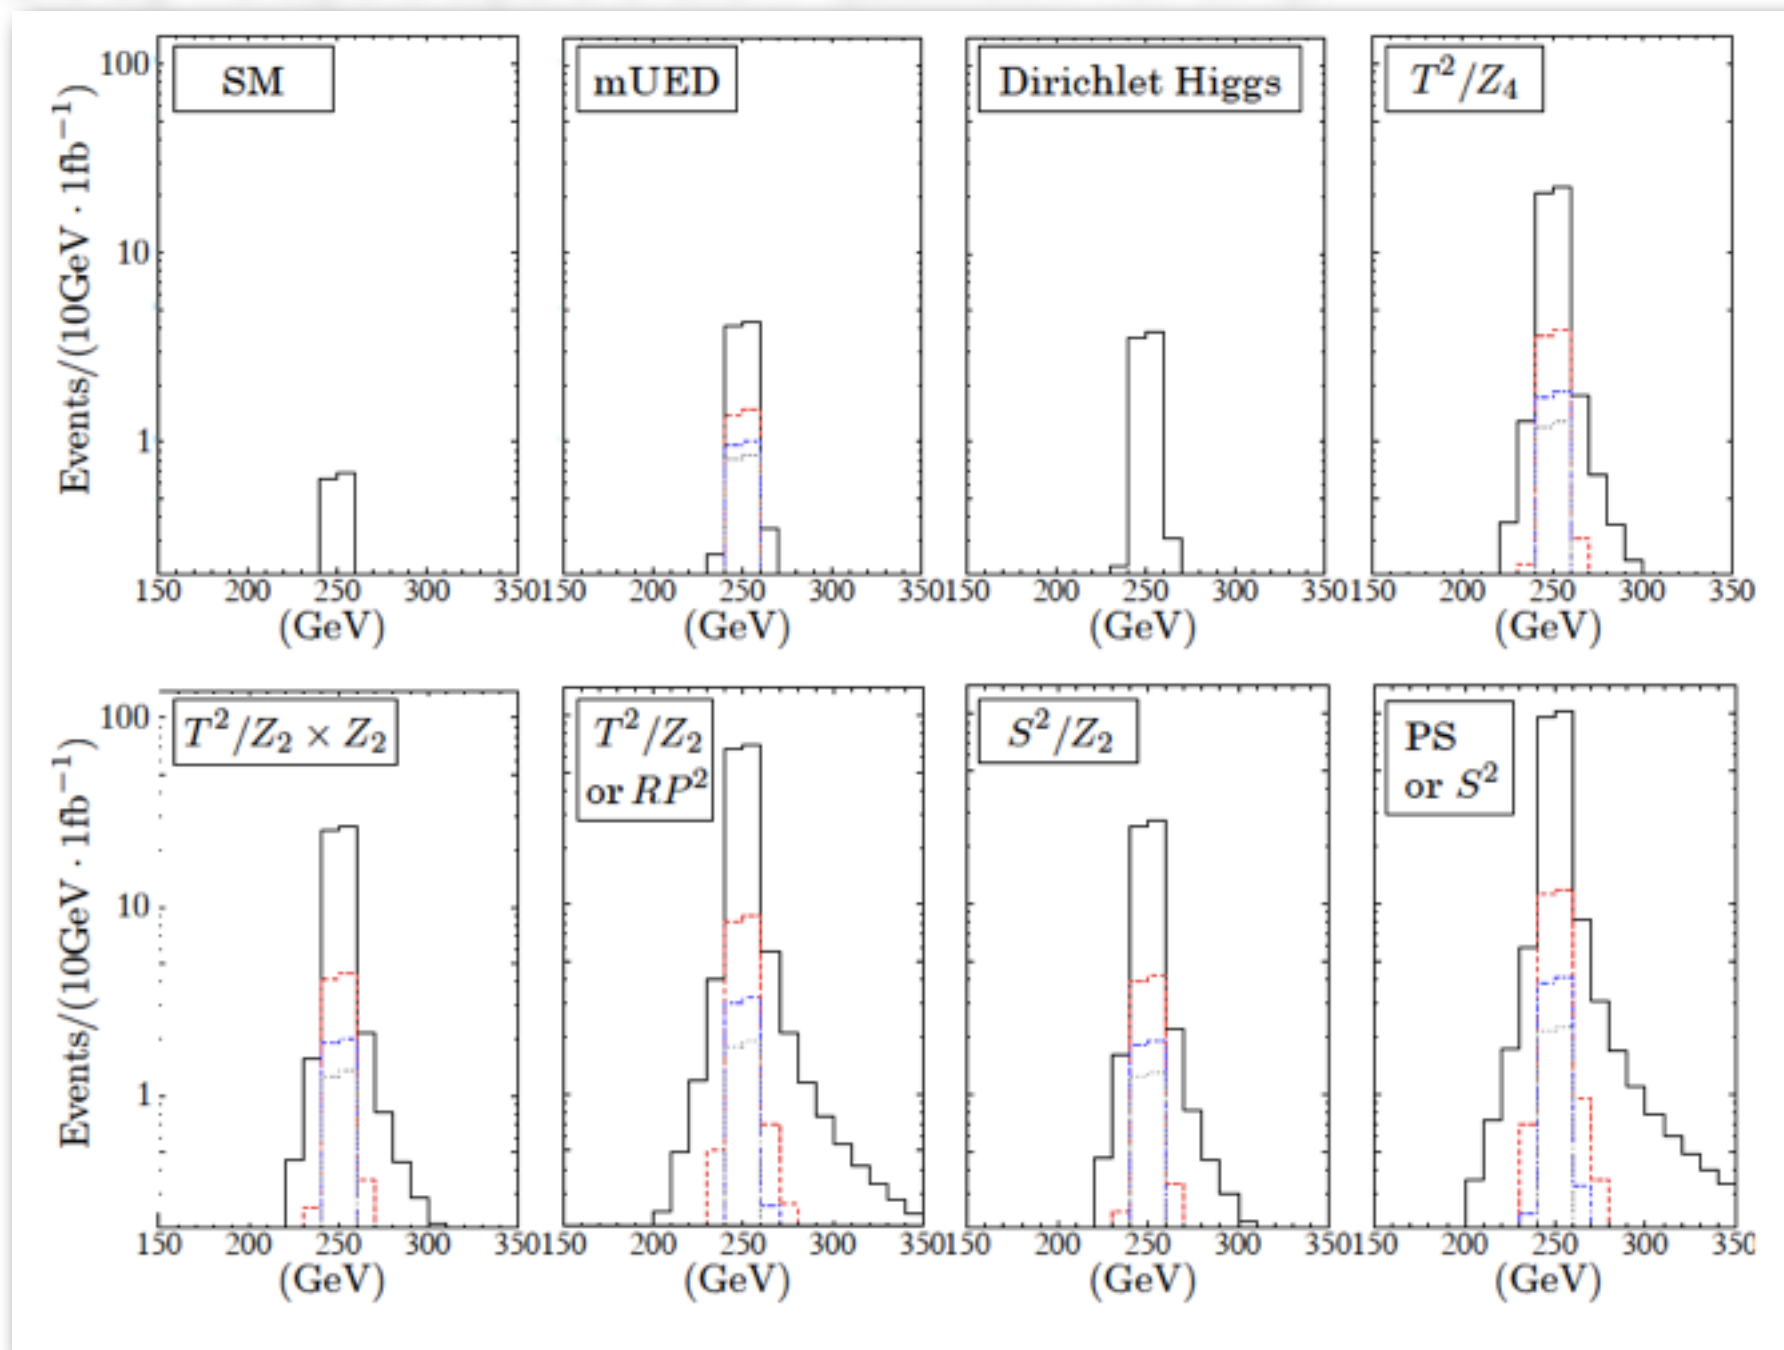 SM
mUED
Dirichlet Higgs
T²/Z₄
Events/(10GeV · 1fb⁻¹)
100
10
1
150 200 250 300 350
150 200 250 300 350
150 200 250 300 350
150 200 250 300 350
(GeV)
(GeV)
(GeV)
(GeV)
T²/Z₂ × Z₂
T²/Z₂
or RP²
S²/Z₂
PS
or S²
Events/(10GeV · 1fb⁻¹)
100
10
1
150 200 250 300 350
150 200 250 300 350
150 200 250 300 350
150 200 250 300 350
(GeV)
(GeV)
(GeV)
(GeV)